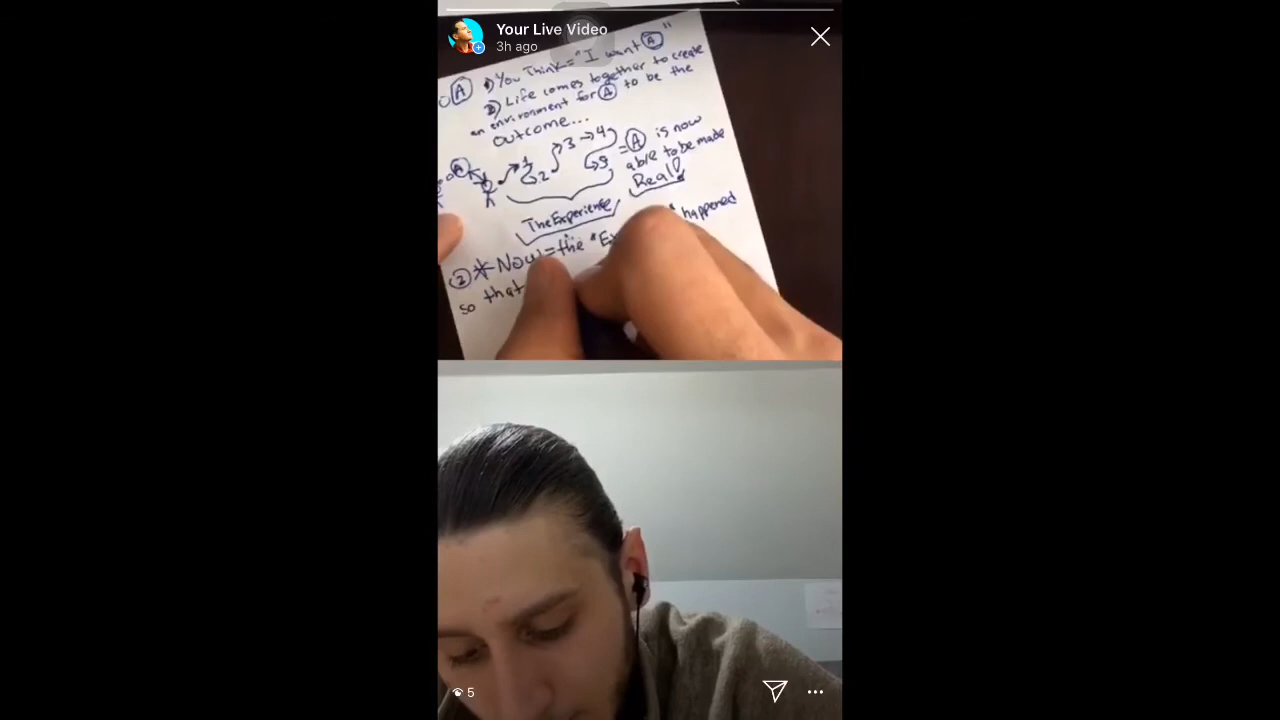 Your Live Video
3h ago
A 1) You Think = "I want A"
2) Life comes together to create
an environment for A to be the
outcome...
A 1 2 3 → 4 = A is now
able to be made
Real!
The Experience
2 * Now = the "Ex happened
so that
5